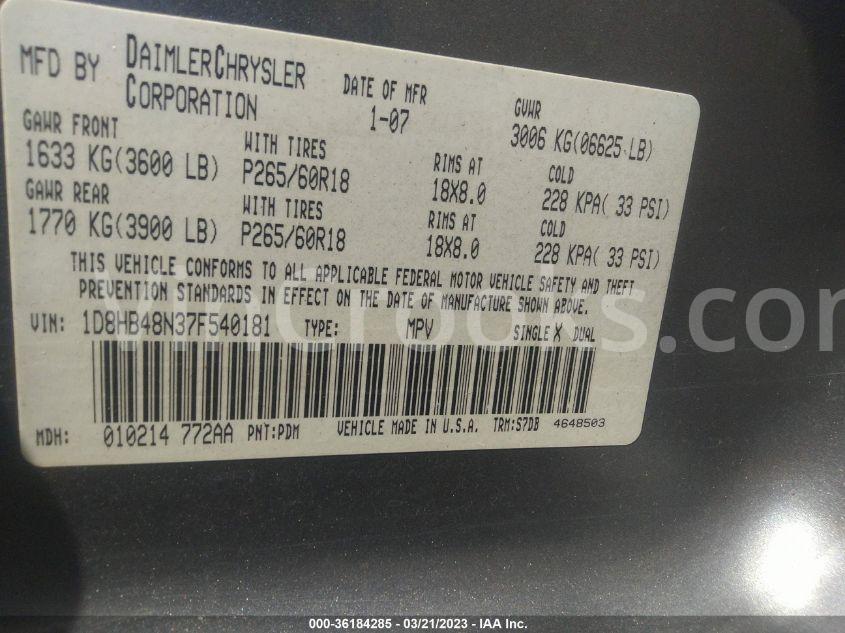 MFD BY DAIMLERCHRYSLER CORPORATION DATE OF MFR 1-07 GVWR 3006 KG(06625 LB)
GAWR FRONT WITH TIRES RIMS AT COLD
1633 KG(3600 LB) P265/60R18 18X8.0 228 KPA( 33 PSI)
GAWR REAR WITH TIRES RIMS AT COLD
1770 KG(3900 LB) P265/60R18 18X8.0 228 KPA( 33 PSI)
THIS VEHICLE CONFORMS TO ALL APPLICABLE FEDERAL MOTOR VEHICLE SAFETY AND THEFT
PREVENTION STANDARDS IN EFFECT ON THE DATE OF MANUFACTURE SHOWN ABOVE.
VIN: 1D8HB48N37F540181 TYPE: MPV SINGLE X DUAL
MDH: 010214 772AA PNT:PDM VEHICLE MADE IN U.S.A. TRM:S7DB 4648503
000-36184285 - 03/21/2023 - IAA Inc.